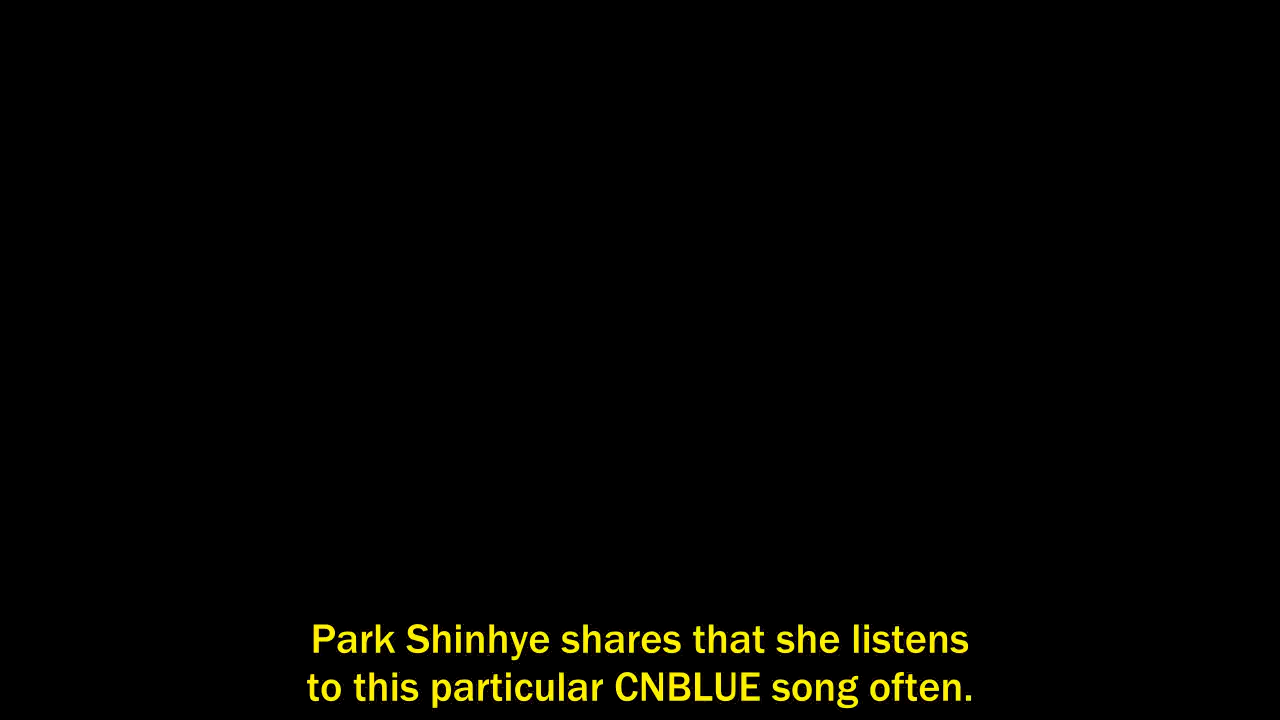 Park Shinhye shares that she listens
to this particular CNBLUE song often.